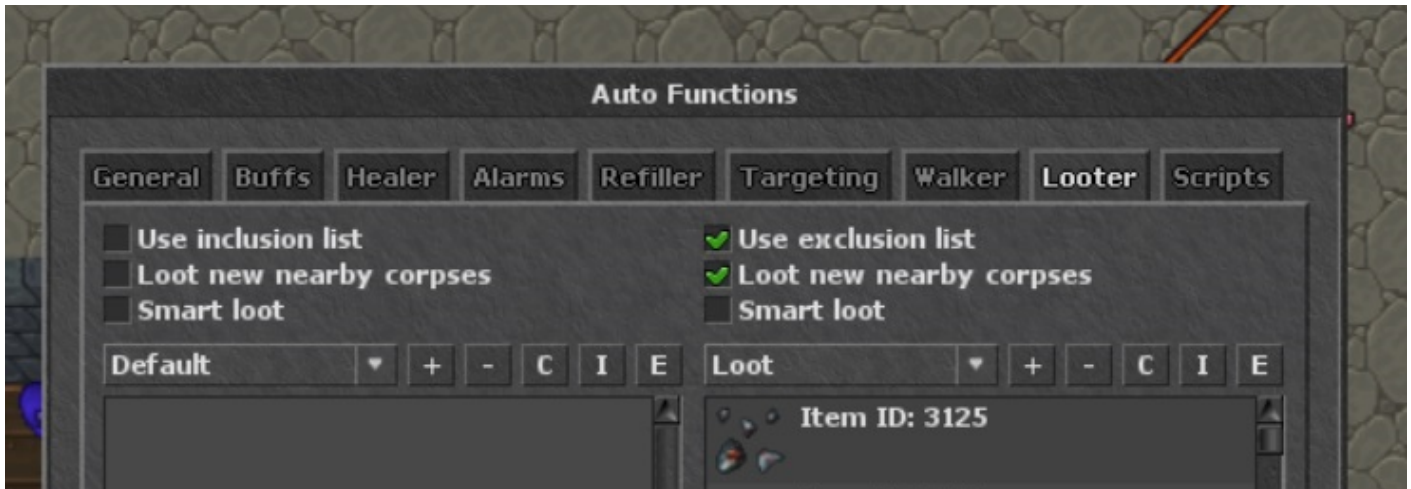 Auto Functions
General Buffs Healer Alarms Refiller Targeting Walker Looter Scripts
Use inclusion list
Loot new nearby corpses
Smart loot
Default + - C I E
Use exclusion list
Loot new nearby corpses
Smart loot
Loot + - C I E
Item ID: 3125